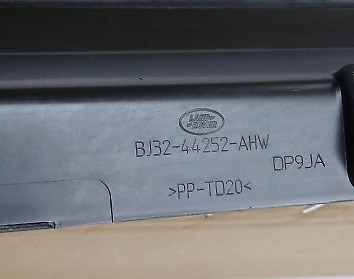 LAND-
ROVER
BJ32-44252-AHW
DP9JA
>PP-TD20<